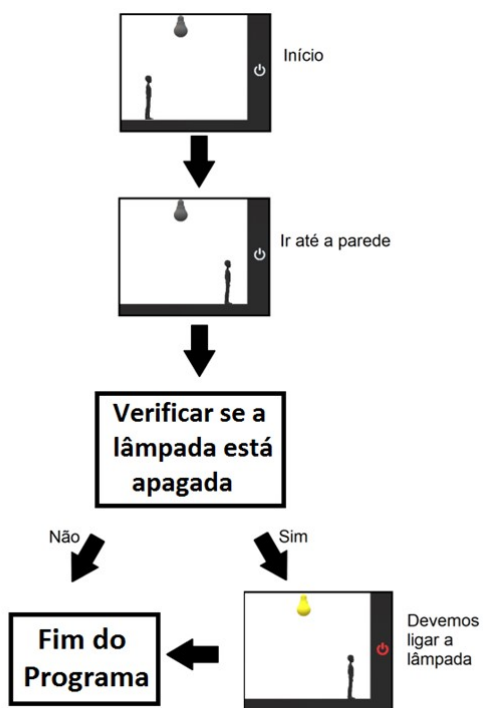 Início
Ir até a parede
Verificar se a
lâmpada está
apagada
Não
Sim
Devemos
ligar a
lâmpada
Fim do
Programa